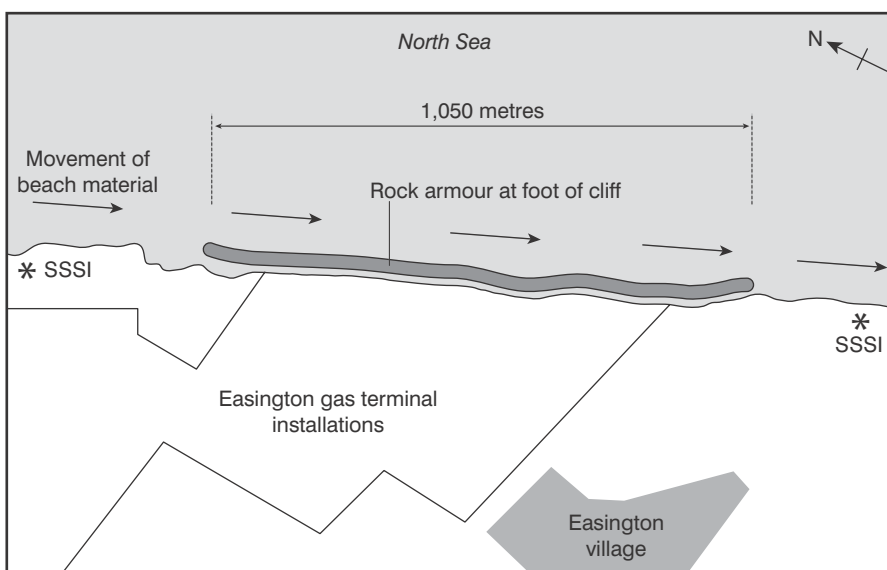 North Sea
N
1,050 metres
Movement of
beach material
Rock armour at foot of cliff
* SSSI
*
SSSI
Easington gas terminal
installations
Easington
village